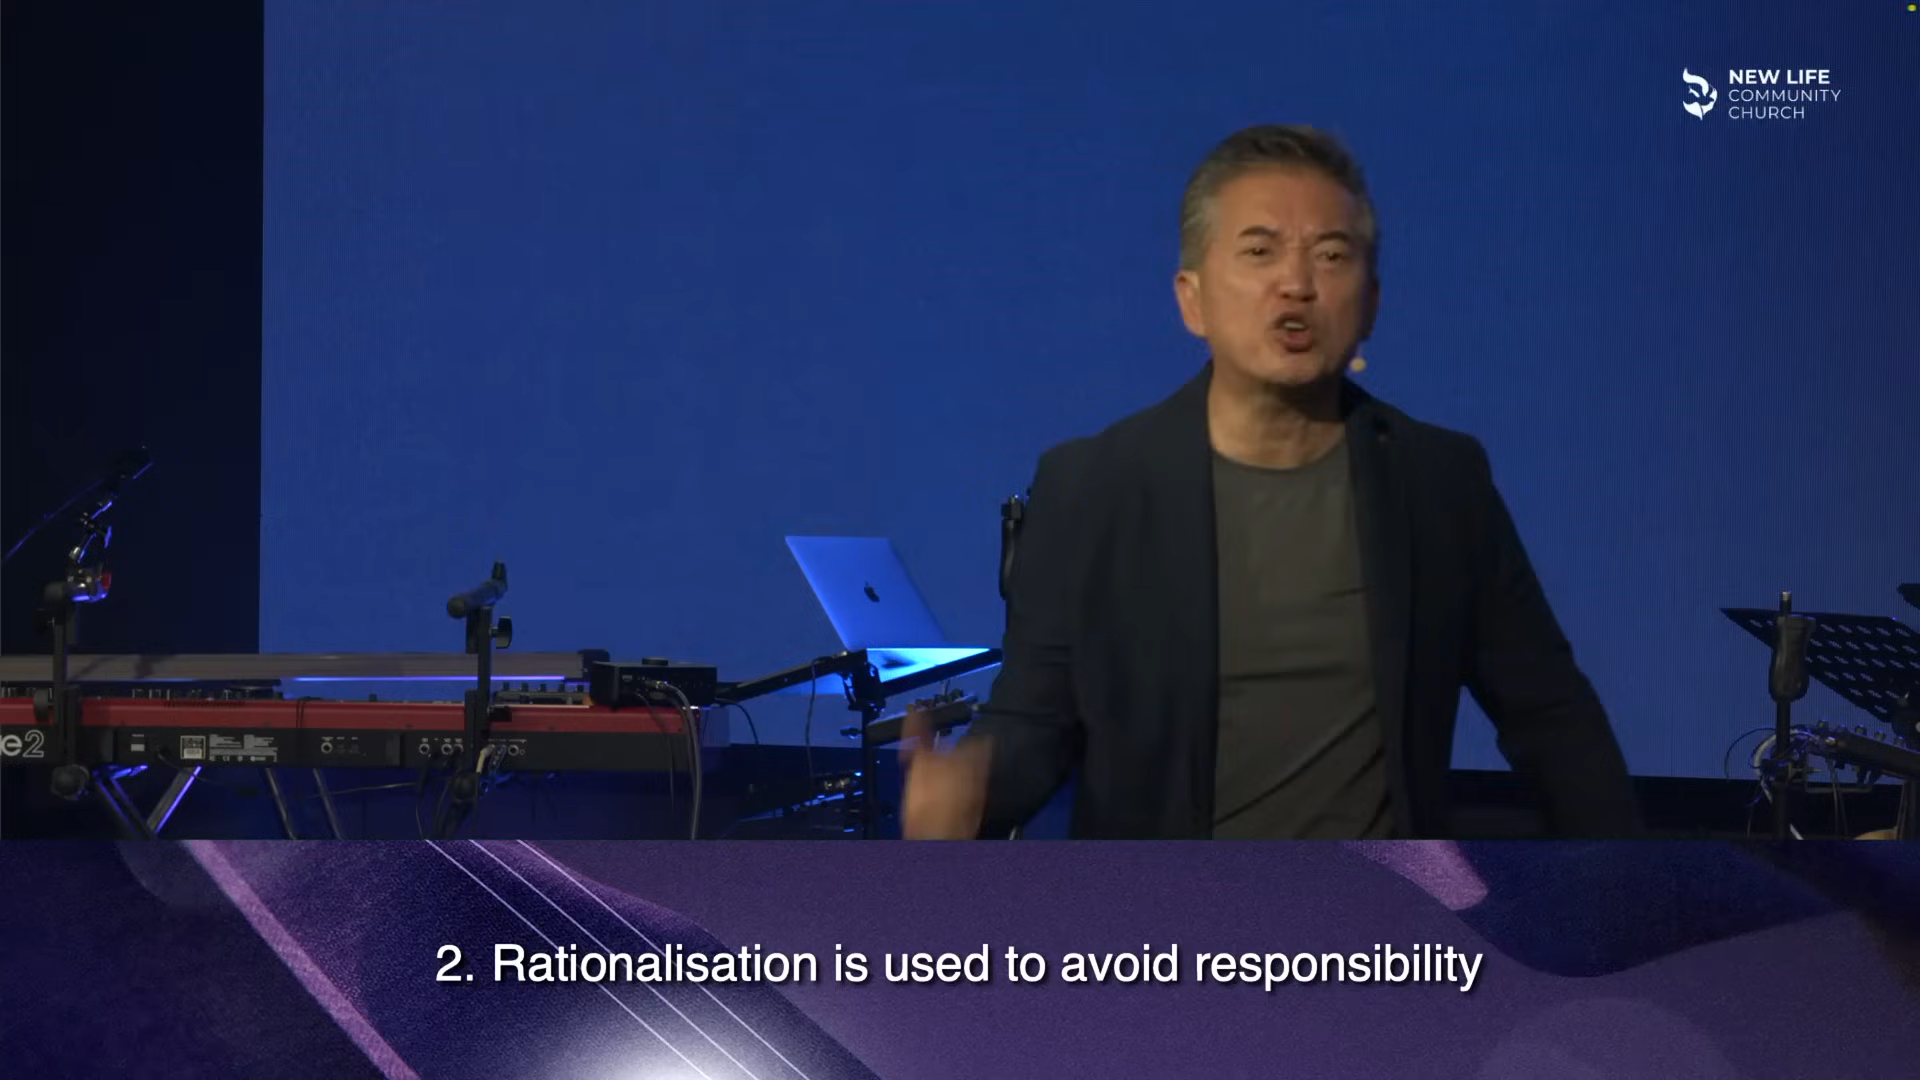 NEW LIFE
COMMUNITY
CHURCH
e2
2. Rationalisation is used to avoid responsibility